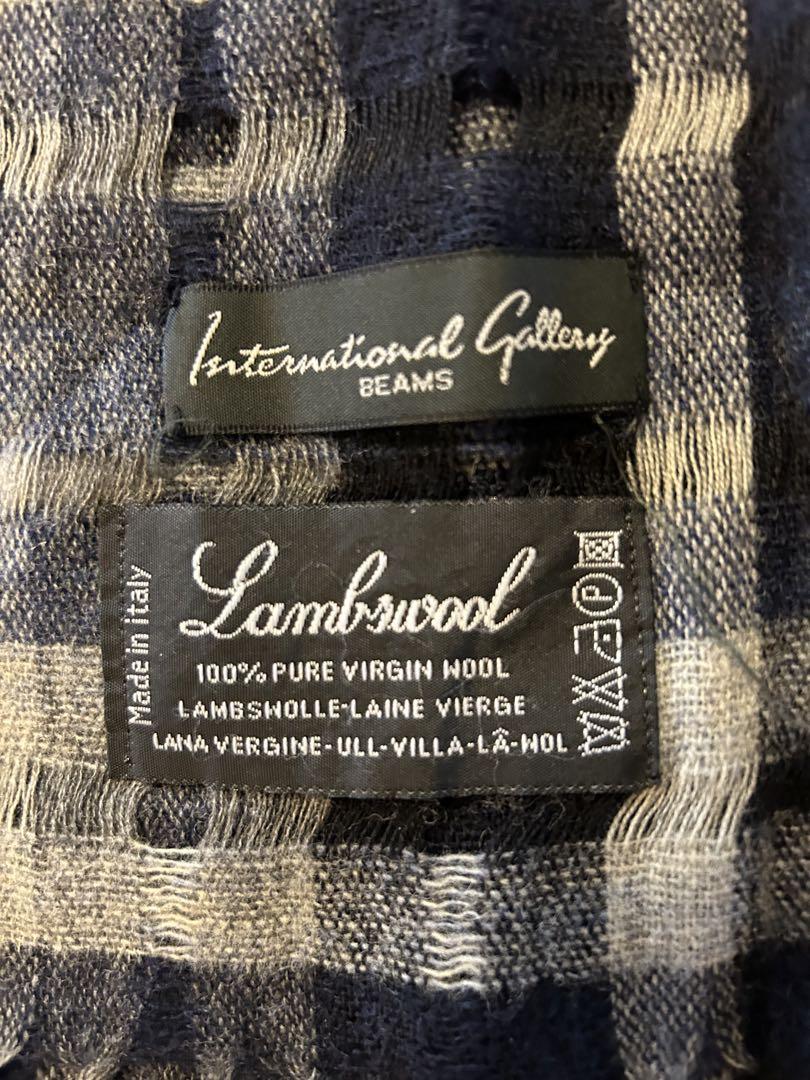 International Gallery
BEAMS
Made in italy
Lambswool
100% PURE VIRGIN WOOL
LAMBSWOLLE-LAINE VIERGE
LANA VERGINE-ULL-VILLA-LÂ-WOL
P